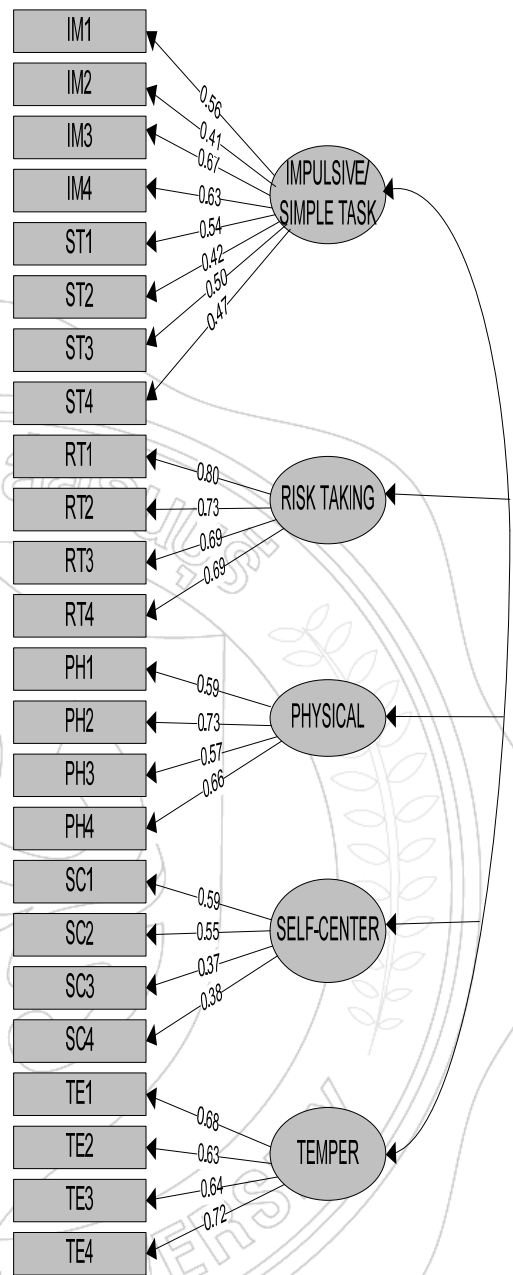 IM1
IM2
IM3
IM4
ST1
ST2
ST3
ST4
RT1
RT2
RT3
RT4
PH1
PH2
PH3
PH4
SC1
SC2
SC3
SC4
TE1
TE2
TE3
TE4
0.56
0.41
0.67
0.63
0.54
0.42
0.50
0.47
0.80
0.73
0.69
0.69
0.59
0.73
0.57
0.66
0.59
0.55
0.37
0.38
0.68
0.63
0.64
0.72
IMPULSIVE/
SIMPLE TASK
RISK TAKING
PHYSICAL
SELF-CENTER
TEMPER